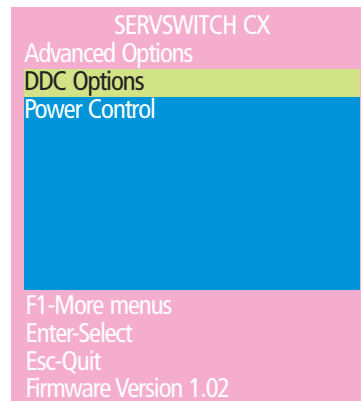 SERVSWITCH CX
Advanced Options
DDC Options
Power Control
F1-More menus
Enter-Select
Esc-Quit
Firmware Version 1.02